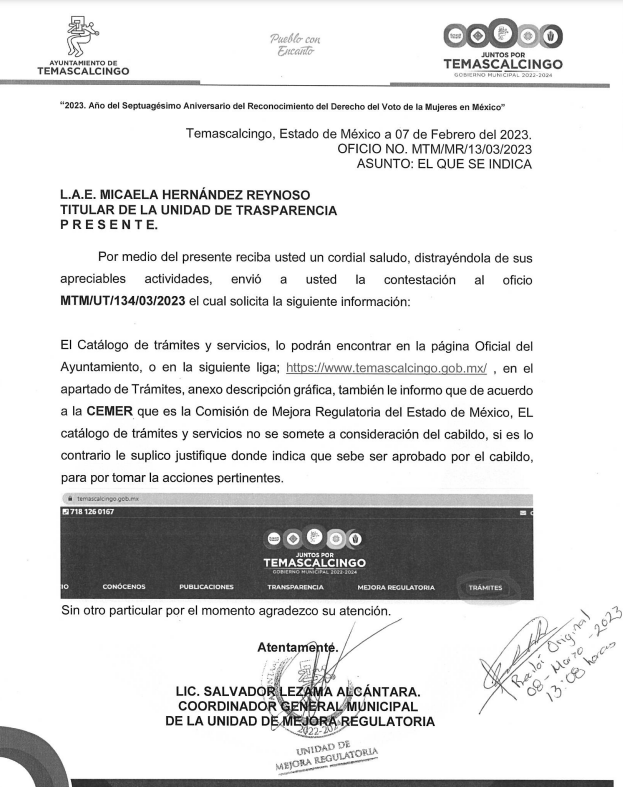 AYUNTAMIENTO DE
TEMASCALCINGO
Pueblo con
Encanto
JUNTOS POR
TEMASCALCINGO
GOBIERNO MUNICIPAL 2022-2024
"2023. Año del Septuagésimo Aniversario del Reconocimiento del Derecho del Voto de la Mujeres en México"
Temascalcingo, Estado de México a 07 de Febrero del 2023.
OFICIO NO. MTM/MR/13/03/2023
ASUNTO: EL QUE SE INDICA
L.A.E. MICAELA HERNÁNDEZ REYNOSO
TITULAR DE LA UNIDAD DE TRASPARENCIA
P R E S E N T E.
Por medio del presente reciba usted un cordial saludo, distrayéndola de sus
apreciables actividades, envió a usted la contestación al oficio
MTM/UT/134/03/2023 el cual solicita la siguiente información:
El Catálogo de trámites y servicios, lo podrán encontrar en la página Oficial del
Ayuntamiento, o en la siguiente liga; https://www.temascalcingo.gob.mx/ , en el
apartado de Trámites, anexo descripción gráfica, también le informo que de acuerdo
a la CEMER que es la Comisión de Mejora Regulatoria del Estado de México, EL
catálogo de trámites y servicios no se somete a consideración del cabildo, si es lo
contrario le suplico justifique donde indica que sebe ser aprobado por el cabildo,
para por tomar la acciones pertinentes.
temascalcingo.gob.mx
718 126 0167
JUNTOS POR
TEMASCALCINGO
GOBIERNO MUNICIPAL 2022-2024
IO CONÓCENOS PUBLICACIONES TRANSPARENCIA MEJORA REGULATORIA TRÁMITES
Sin otro particular por el momento agradezco su atención.
Atentamente.
LIC. SALVADOR LEZAMA ALCÁNTARA.
COORDINADOR GENERAL MUNICIPAL
DE LA UNIDAD DE MEJORA REGULATORIA
2022-2024
UNIDAD DE
MEJORA REGULATORIA
Recibí Original
08-Marzo-2023
13:08 horas